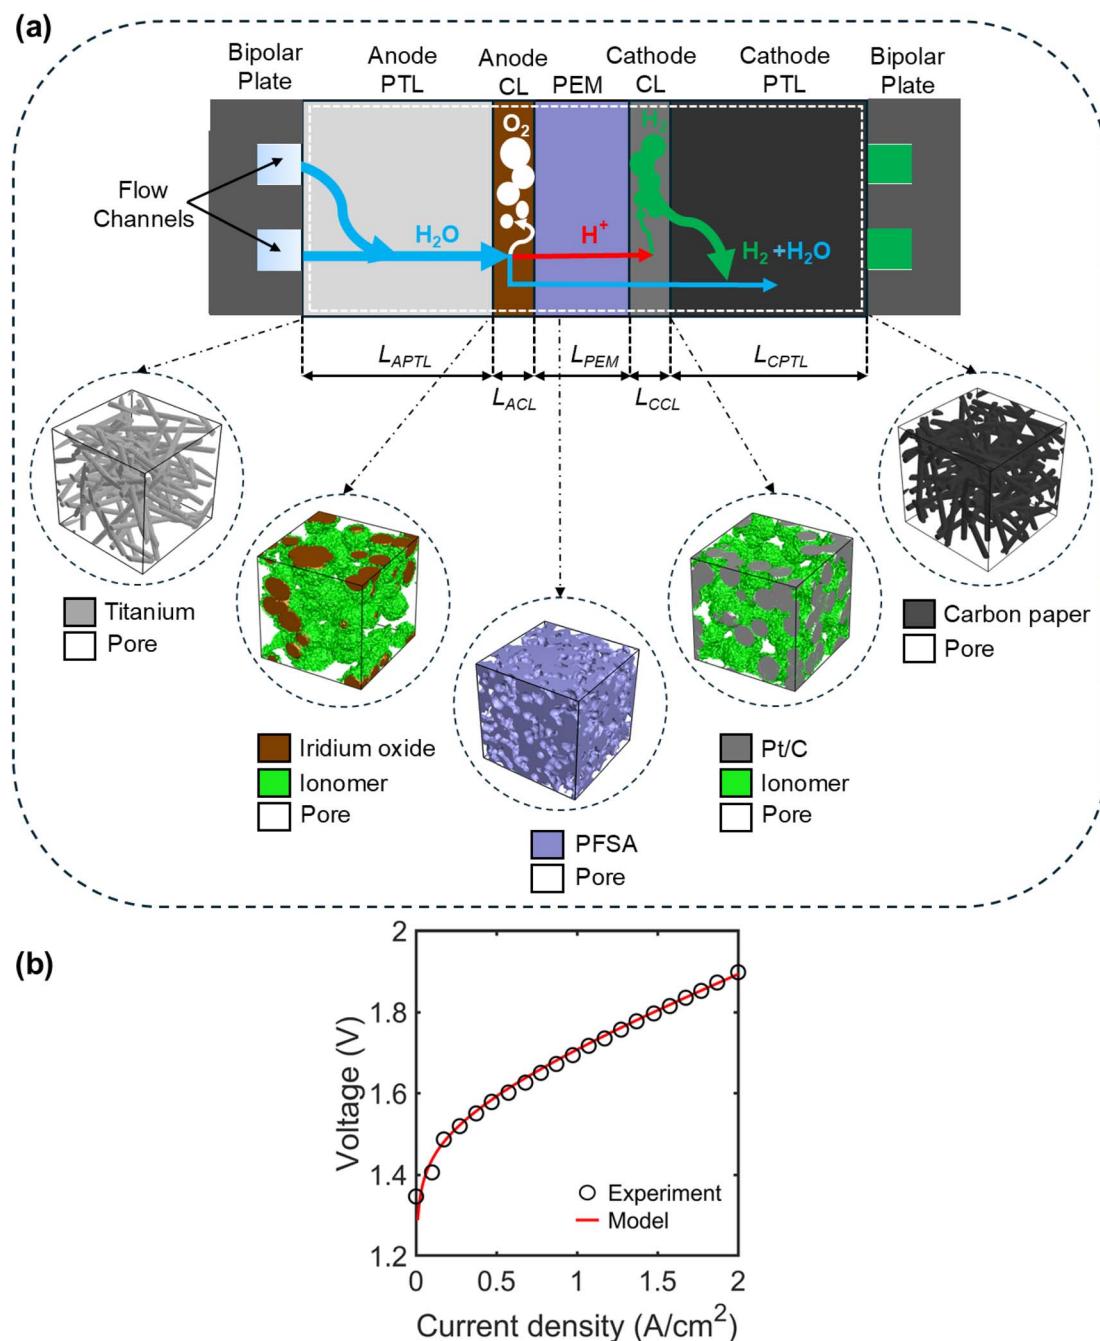 (a)
Bipolar Plate
Anode PTL
Anode CL
PEM
Cathode CL
Cathode PTL
Bipolar Plate
O2
H2
Flow Channels
H2O
H+
H2 +H2O
LAPTL
LACL
LPEM
LCCL
LCPTL
Titanium
Pore
Iridium oxide
Ionomer
Pore
PFSA
Pore
Pt/C
Ionomer
Pore
Carbon paper
Pore
(b)
2
1.8
1.6
1.4
1.2
Voltage (V)
Experiment
Model
0
0.5
1
1.5
2
Current density (A/cm2)